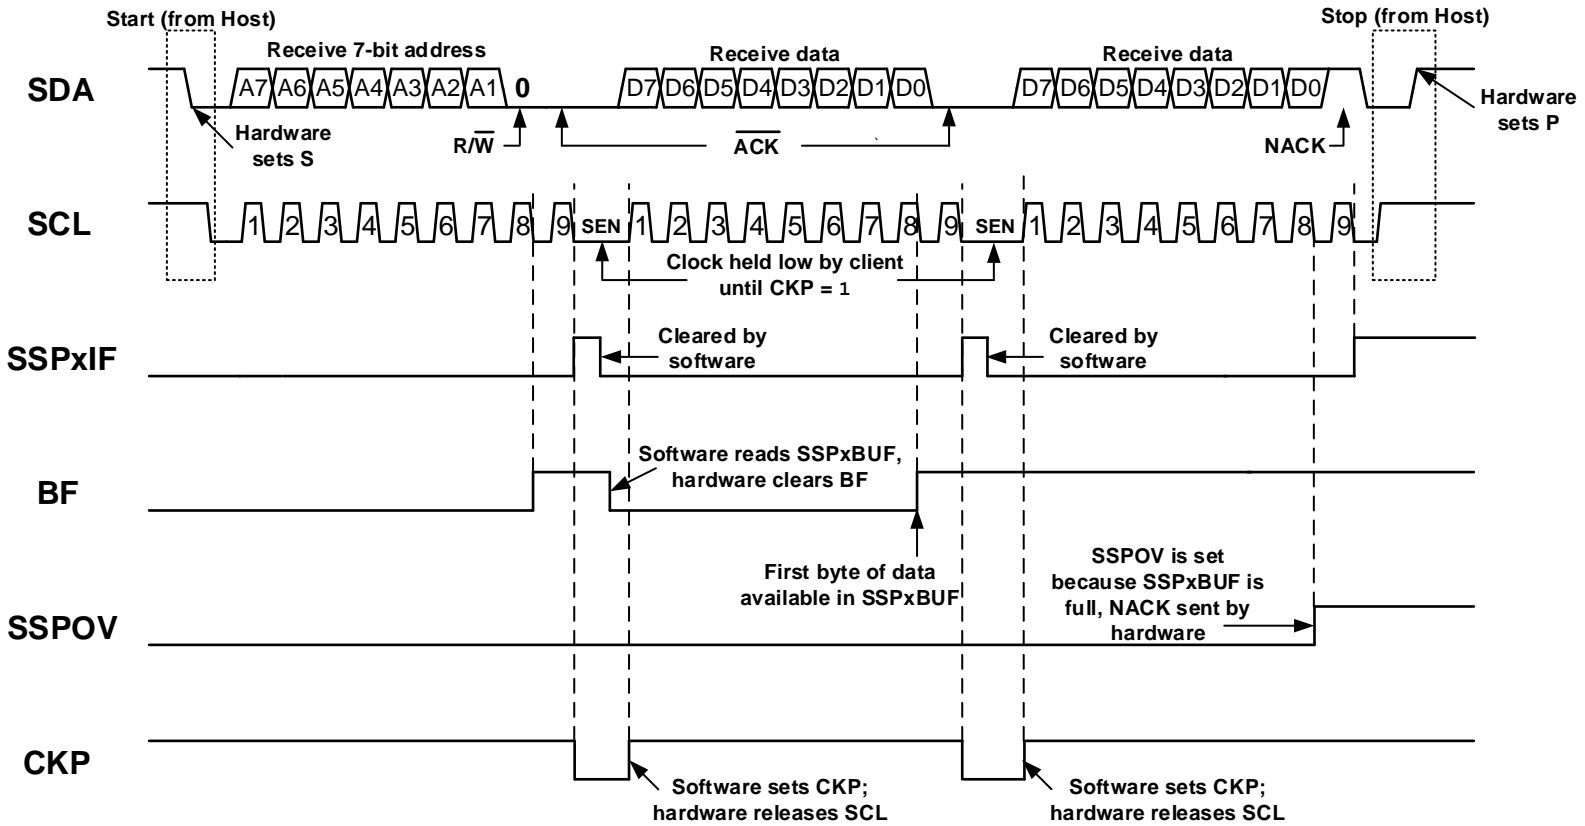 Start (from Host)
Stop (from Host)
Receive 7-bit address
Receive data
Receive data
SDA
A7 A6 A5 A4 A3 A2 A1 0
D7 D6 D5 D4 D3 D2 D1 D0
D7 D6 D5 D4 D3 D2 D1 D0
Hardware
sets S
R/W
ACK
NACK
Hardware
sets P
SCL
1 2 3 4 5 6 7 8 9 SEN 1 2 3 4 5 6 7 8 9 SEN 1 2 3 4 5 6 7 8 9
Clock held low by client
until CKP = 1
SSPxIF
Cleared by
software
Cleared by
software
BF
Software reads SSPxBUF,
hardware clears BF
First byte of data
available in SSPxBUF
SSPOV
SSPOV is set
because SSPxBUF is
full, NACK sent by
hardware
CKP
Software sets CKP;
hardware releases SCL
Software sets CKP;
hardware releases SCL